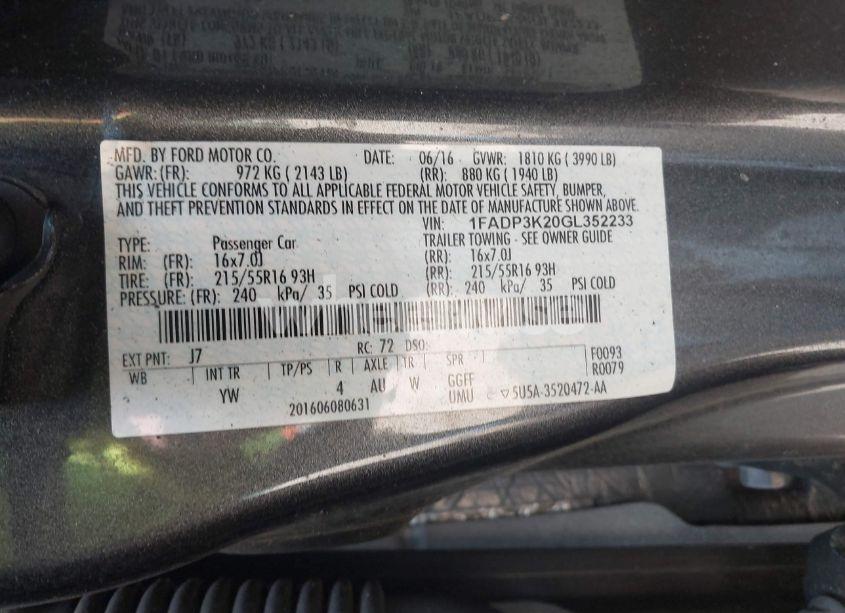 MFD. BY FORD MOTOR CO. DATE: 06/16 GVWR: 1810 KG ( 3990 LB)
GAWR: (FR): 972 KG ( 2143 LB) (RR): 880 KG ( 1940 LB)
THIS VEHICLE CONFORMS TO ALL APPLICABLE FEDERAL MOTOR VEHICLE SAFETY, BUMPER,
AND THEFT PREVENTION STANDARDS IN EFFECT ON THE DATE OF MANUFACTURE SHOWN ABOVE.
VIN: 1FADP3K20GL352233
TYPE: Passenger Car TRAILER TOWING - SEE OWNER GUIDE
RIM: (FR): 16x7.0J (RR): 16x7.0J
TIRE: (FR): 215/55R16 93H (RR): 215/55R16 93H
PRESSURE: (FR): 240 kPa/ 35 PSI COLD (RR): 240 kPa/ 35 PSI COLD
EXT PNT: J7 RC: 72 DSO: F0093
WB INT TR TP/PS R AXLE TR SPR R0079
YW 4 AU W GGFF
UMU ▽5U5A-3520472-AA
201606080631